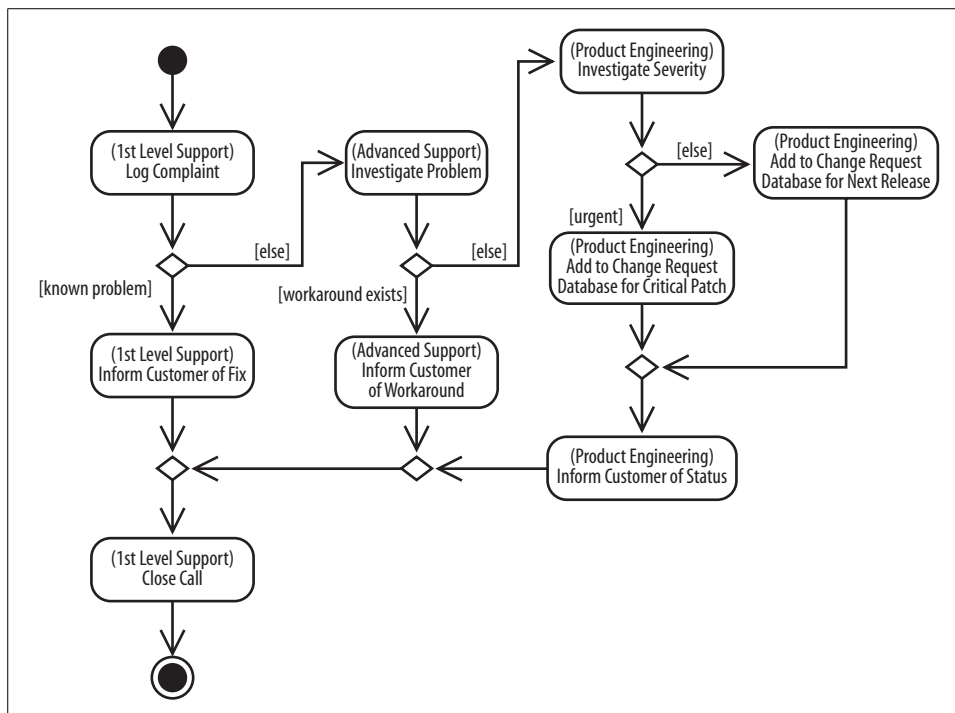 (Product Engineering)
Investigate Severity
(1st Level Support)
Log Complaint
(Advanced Support)
Investigate Problem
[else]
(Product Engineering)
Add to Change Request
Database for Next Release
[else]
[else]
[urgent]
(Product Engineering)
Add to Change Request
Database for Critical Patch
[known problem]
[workaround exists]
(1st Level Support)
Inform Customer of Fix
(Advanced Support)
Inform Customer
of Workaround
(Product Engineering)
Inform Customer of Status
(1st Level Support)
Close Call